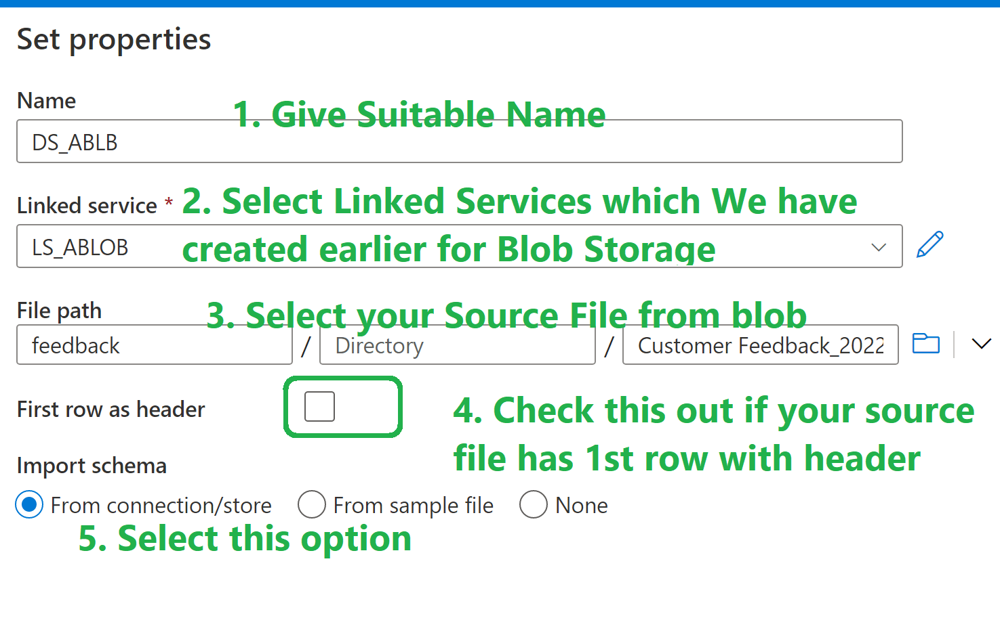 Set properties
Name
1. Give Suitable Name
DS_ABLB
Linked service * 2. Select Linked Services which We have
LS_ABLOB created earlier for Blob Storage
File path 3. Select your Source File from blob
feedback / Directory / Customer Feedback_2022
First row as header 4. Check this out if your source
file has 1st row with header
Import schema
From connection/store From sample file None
5. Select this option